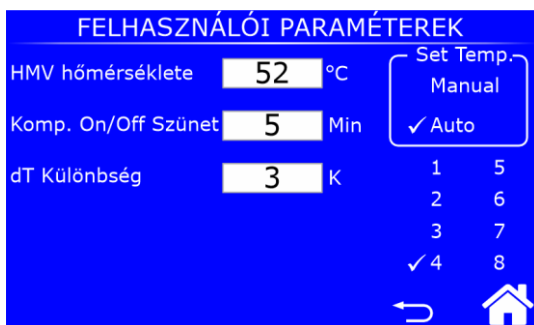 FELHASZNÁLÓI PARAMÉTEREK
HMV hőmérséklete 52 °C
Komp. On/Off Szünet 5 Min
dT Különbség 3 K
Set Temp.
Manual
✓ Auto
1 5
2 6
3 7
✓ 4 8